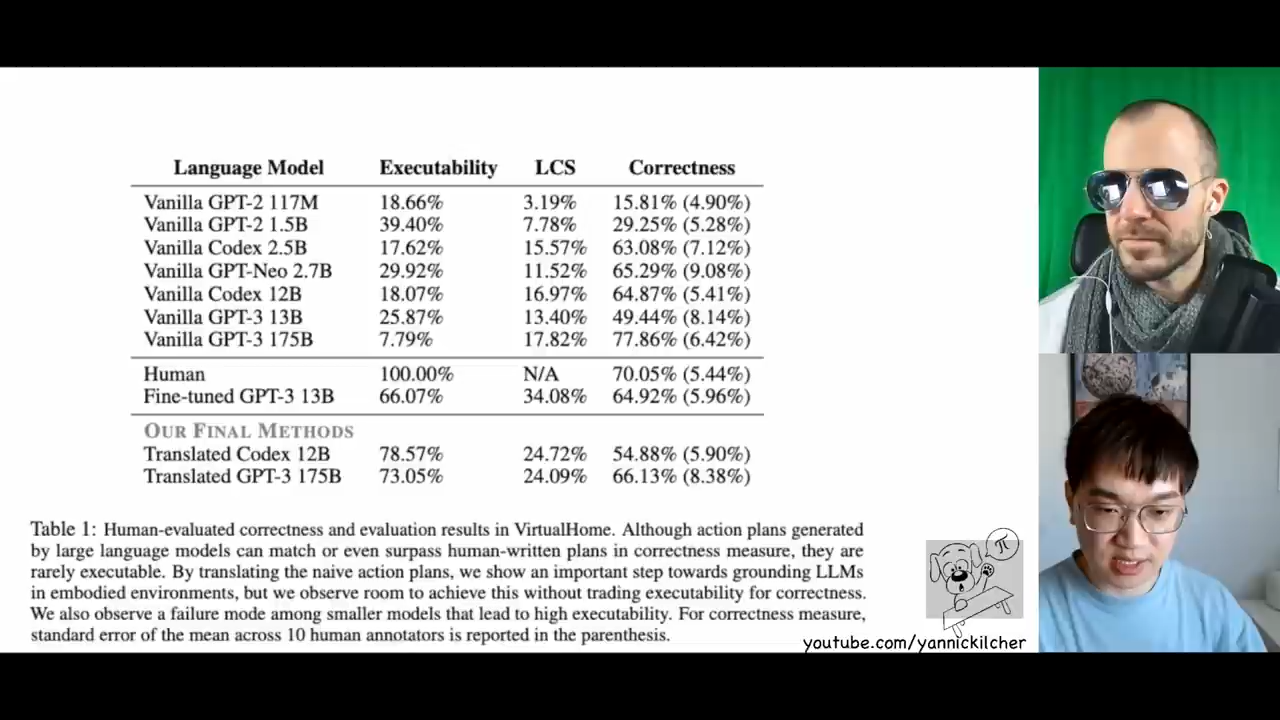 Language Model Executability LCS Correctness
Vanilla GPT-2 117M 18.66% 3.19% 15.81% (4.90%)
Vanilla GPT-2 1.5B 39.40% 7.78% 29.25% (5.28%)
Vanilla Codex 2.5B 17.62% 15.57% 63.08% (7.12%)
Vanilla GPT-Neo 2.7B 29.92% 11.52% 65.29% (9.08%)
Vanilla Codex 12B 18.07% 16.97% 64.87% (5.41%)
Vanilla GPT-3 13B 25.87% 13.40% 49.44% (8.14%)
Vanilla GPT-3 175B 7.79% 17.82% 77.86% (6.42%)
Human 100.00% N/A 70.05% (5.44%)
Fine-tuned GPT-3 13B 66.07% 34.08% 64.92% (5.96%)
OUR FINAL METHODS
Translated Codex 12B 78.57% 24.72% 54.88% (5.90%)
Translated GPT-3 175B 73.05% 24.09% 66.13% (8.38%)
Table 1: Human-evaluated correctness and evaluation results in VirtualHome. Although action plans generated
by large language models can match or even surpass human-written plans in correctness measure, they are
rarely executable. By translating the naive action plans, we show an important step towards grounding LLMs
in embodied environments, but we observe room to achieve this without trading executability for correctness.
We also observe a failure mode among smaller models that lead to high executability. For correctness measure,
standard error of the mean across 10 human annotators is reported in the parenthesis.
π
youtube.com/yannickilcher